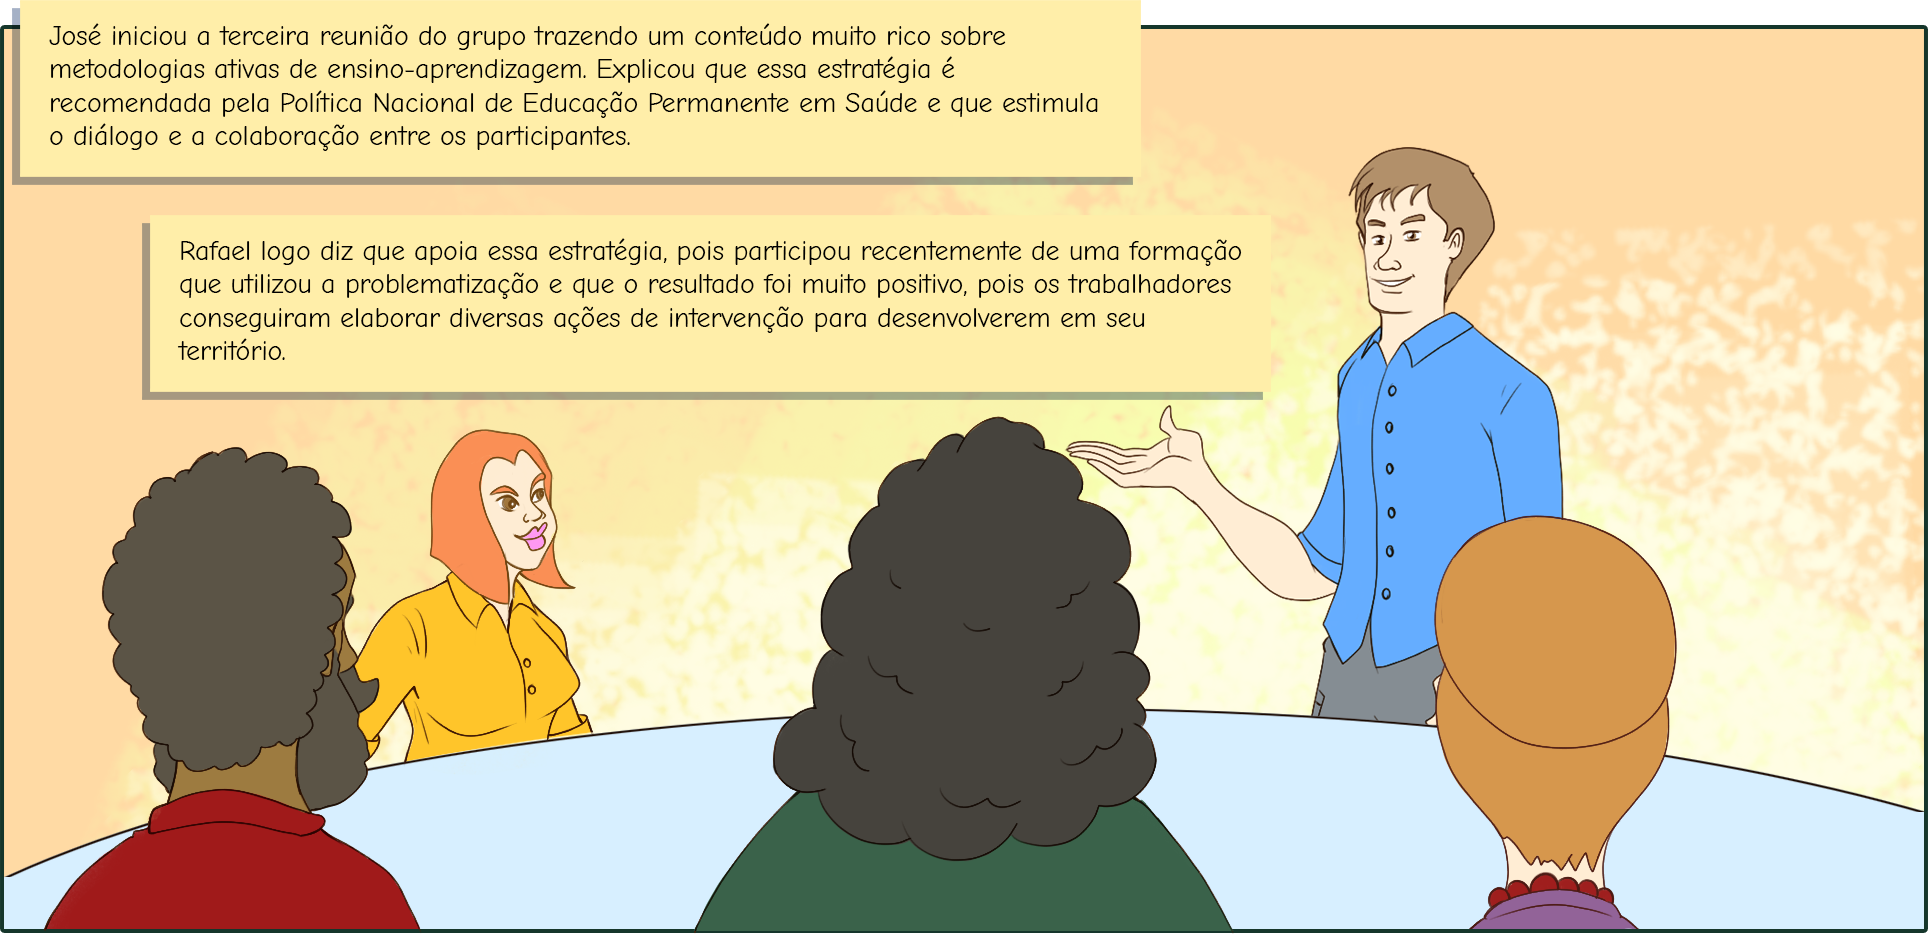 José iniciou a terceira reunião do grupo trazendo um conteúdo muito rico sobre
metodologias ativas de ensino-aprendizagem. Explicou que essa estratégia é
recomendada pela Política Nacional de Educação Permanente em Saúde e que estimula
o diálogo e a colaboração entre os participantes.
Rafael logo diz que apoia essa estratégia, pois participou recentemente de uma formação
que utilizou a problematização e que o resultado foi muito positivo, pois os trabalhadores
conseguiram elaborar diversas ações de intervenção para desenvolverem em seu
território.